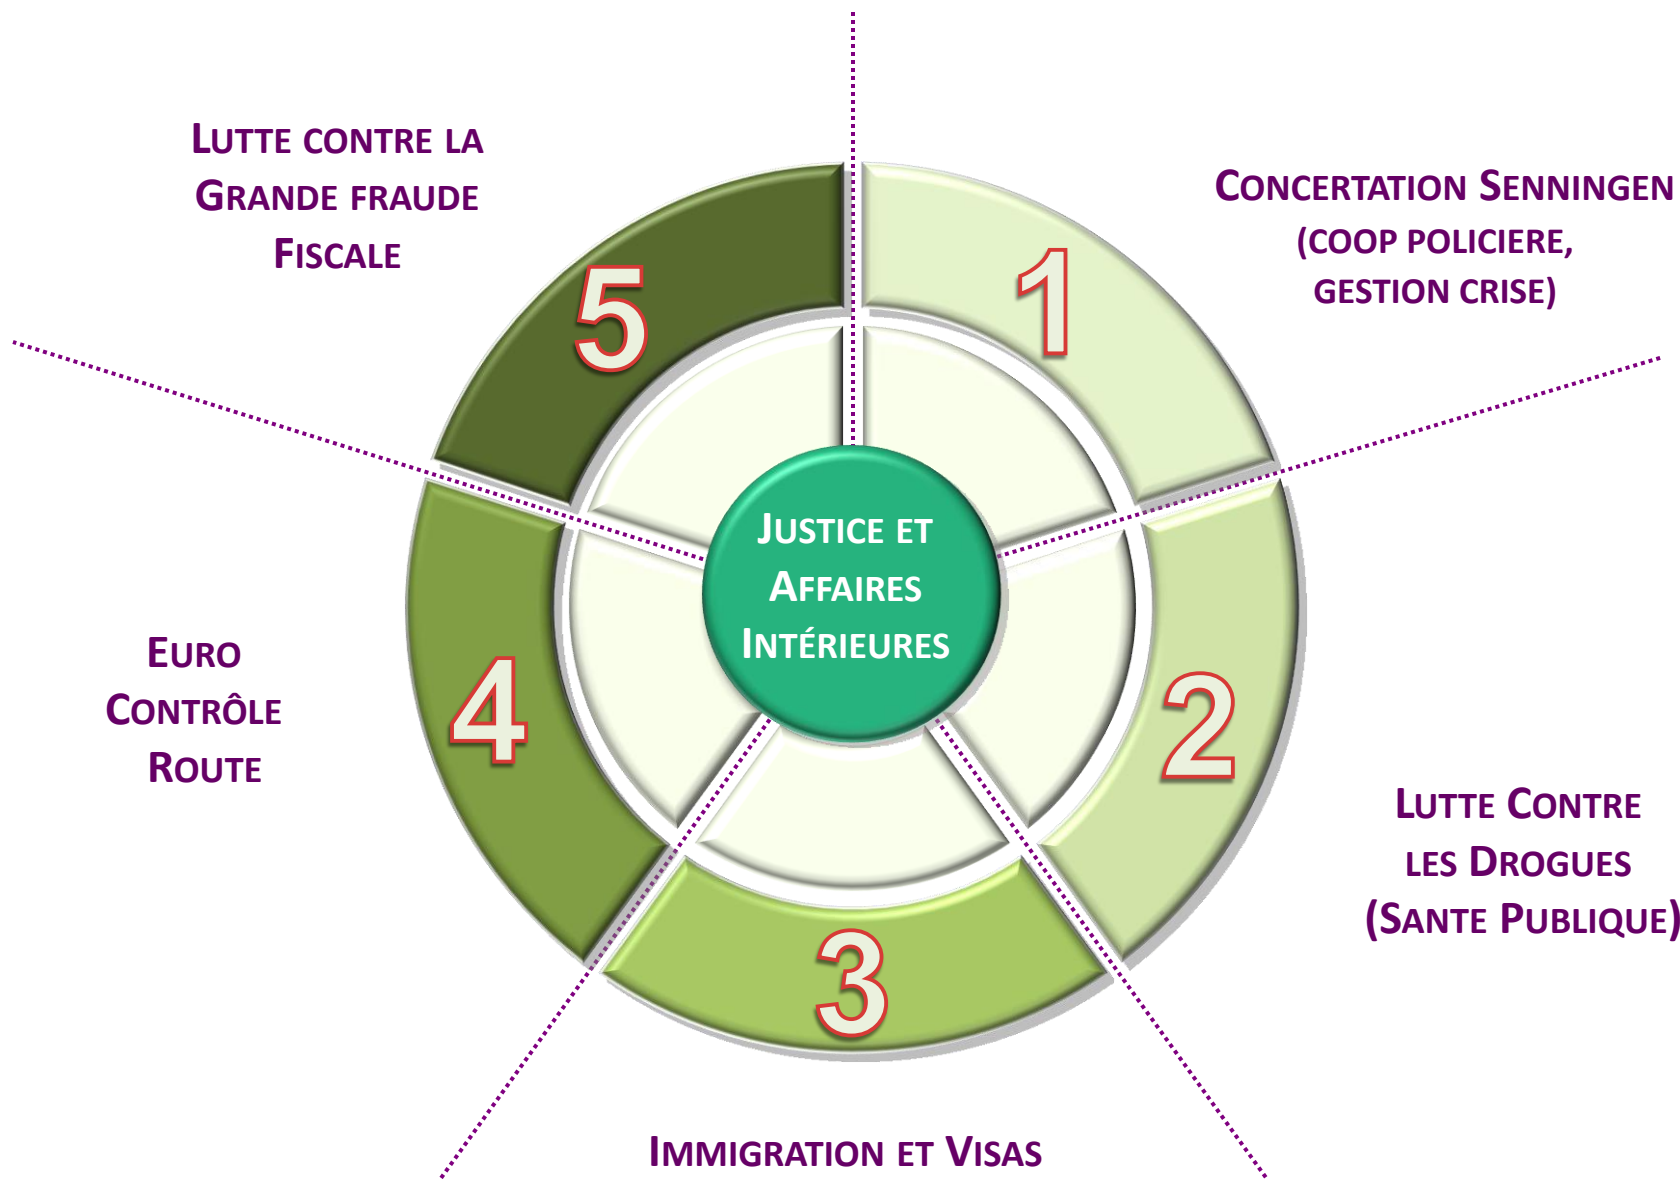 LUTTE CONTRE LA
GRANDE FRAUDE
FISCALE
5
1
CONCERTATION SENNINGEN
(COOP POLICIERE,
GESTION CRISE)
JUSTICE ET
AFFAIRES
INTÉRIEURES
EURO
CONTRÔLE
ROUTE
4
2
LUTTE CONTRE
LES DROGUES
(SANTE PUBLIQUE)
3
IMMIGRATION ET VISAS